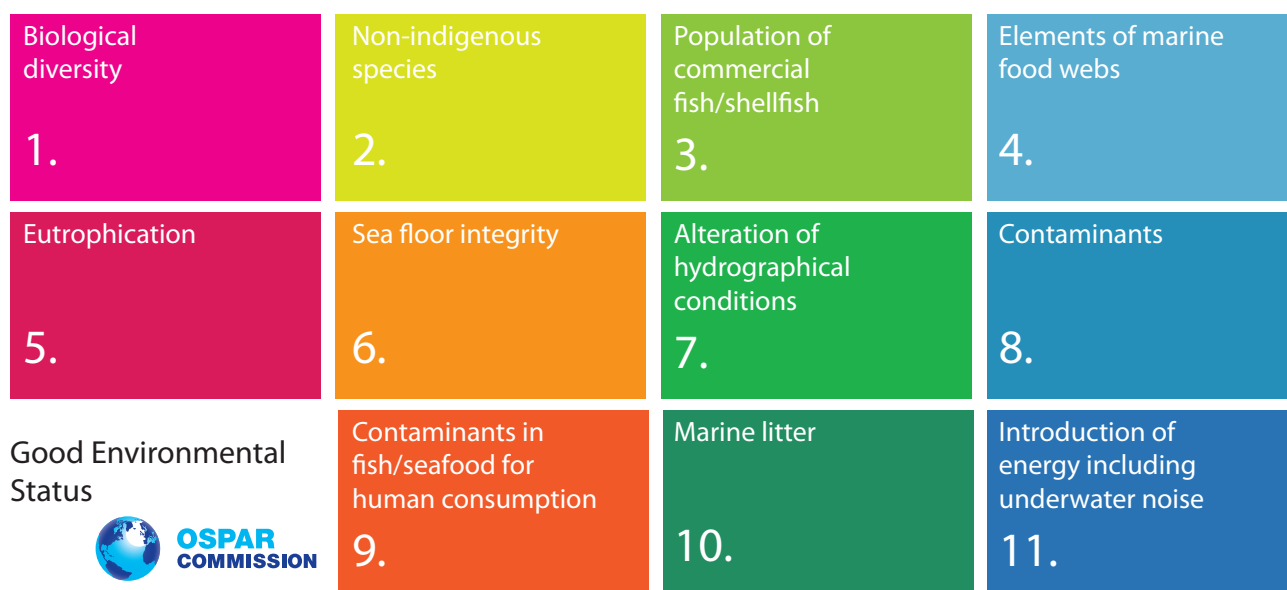 Biological
diversity
1.
Non-indigenous
species
2.
Population of
commercial
fish/shellfish
3.
Elements of marine
food webs
4.
Eutrophication
5.
Sea floor integrity
6.
Alteration of
hydrographical
conditions
7.
Contaminants
8.
Good Environmental
Status
OSPAR
COMMISSION
Contaminants in
fish/seafood for
human consumption
9.
Marine litter
10.
Introduction of
energy including
underwater noise
11.